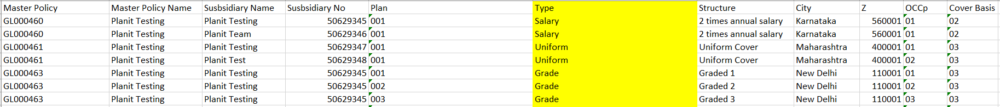 Master Policy Master Policy Name Susbsidiary Name Susbsidiary No Plan Type Structure City Z OCCp Cover Basis
GL000460 Planit Testing Planit Testing 50629345 001 Salary 2 times annual salary Karnataka 560001 01 02
GL000460 Planit Testing Planit Team 50629346 001 Salary 2 times annual salary Karnataka 560001 01 02
GL000461 Planit Testing Planit Testing 50629347 001 Uniform Uniform Cover Maharashtra 400001 01 03
GL000461 Planit Testing Planit Test 50629348 001 Uniform Uniform Cover Maharashtra 400001 02 03
GL000463 Planit Testing Planit Testing 50629345 001 Grade Graded 1 New Delhi 110001 01 03
GL000463 Planit Testing Planit Testing 50629345 002 Grade Graded 2 New Delhi 110001 02 03
GL000463 Planit Testing Planit Testing 50629345 003 Grade Graded 3 New Delhi 110001 03 03